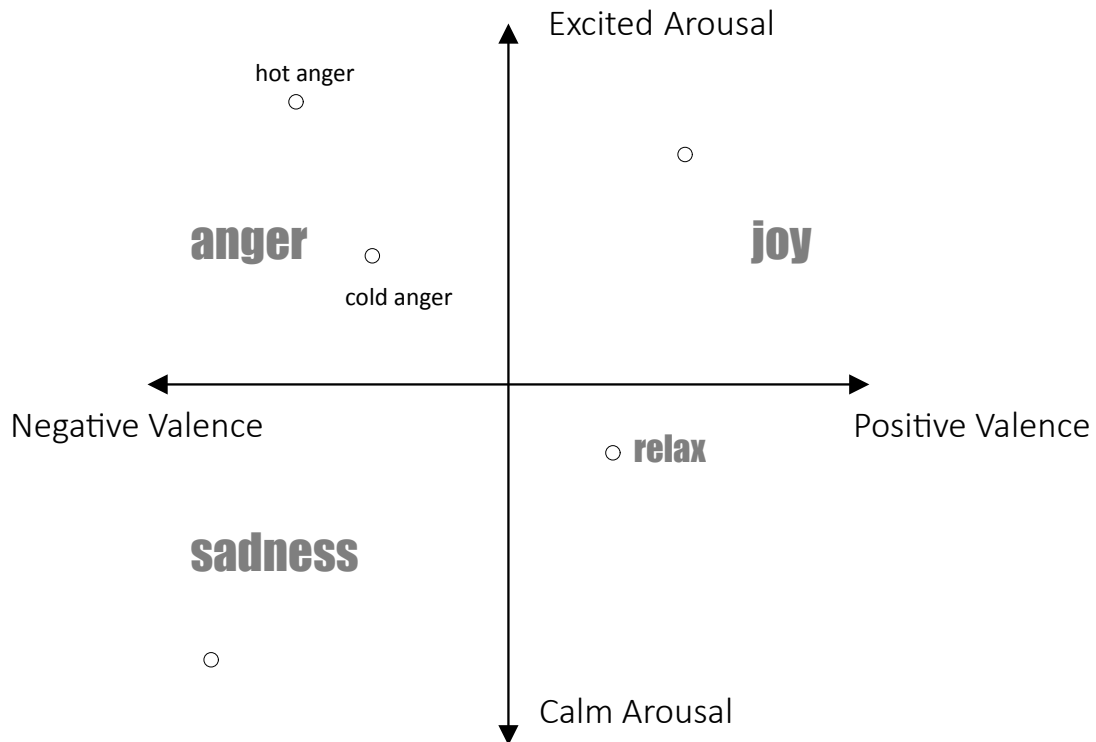 Excited Arousal
hot anger
anger
joy
cold anger
Negative Valence
Positive Valence
relax
sadness
Calm Arousal